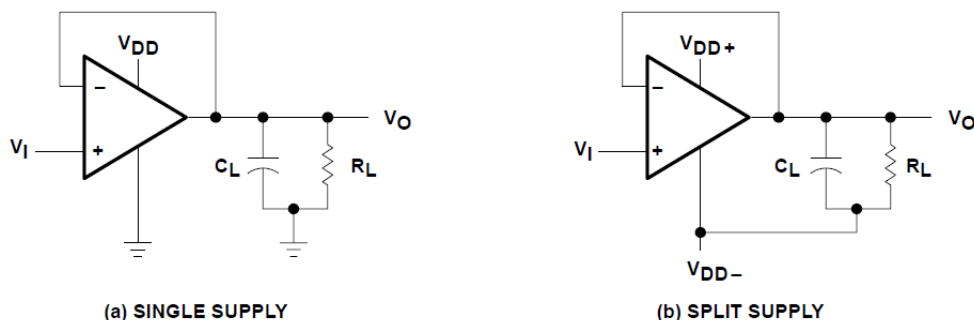 VDD
−
VI
+
CL
RL
VO
(a) SINGLE SUPPLY
VDD+
−
VI
+
CL
RL
VO
VDD−
(b) SPLIT SUPPLY